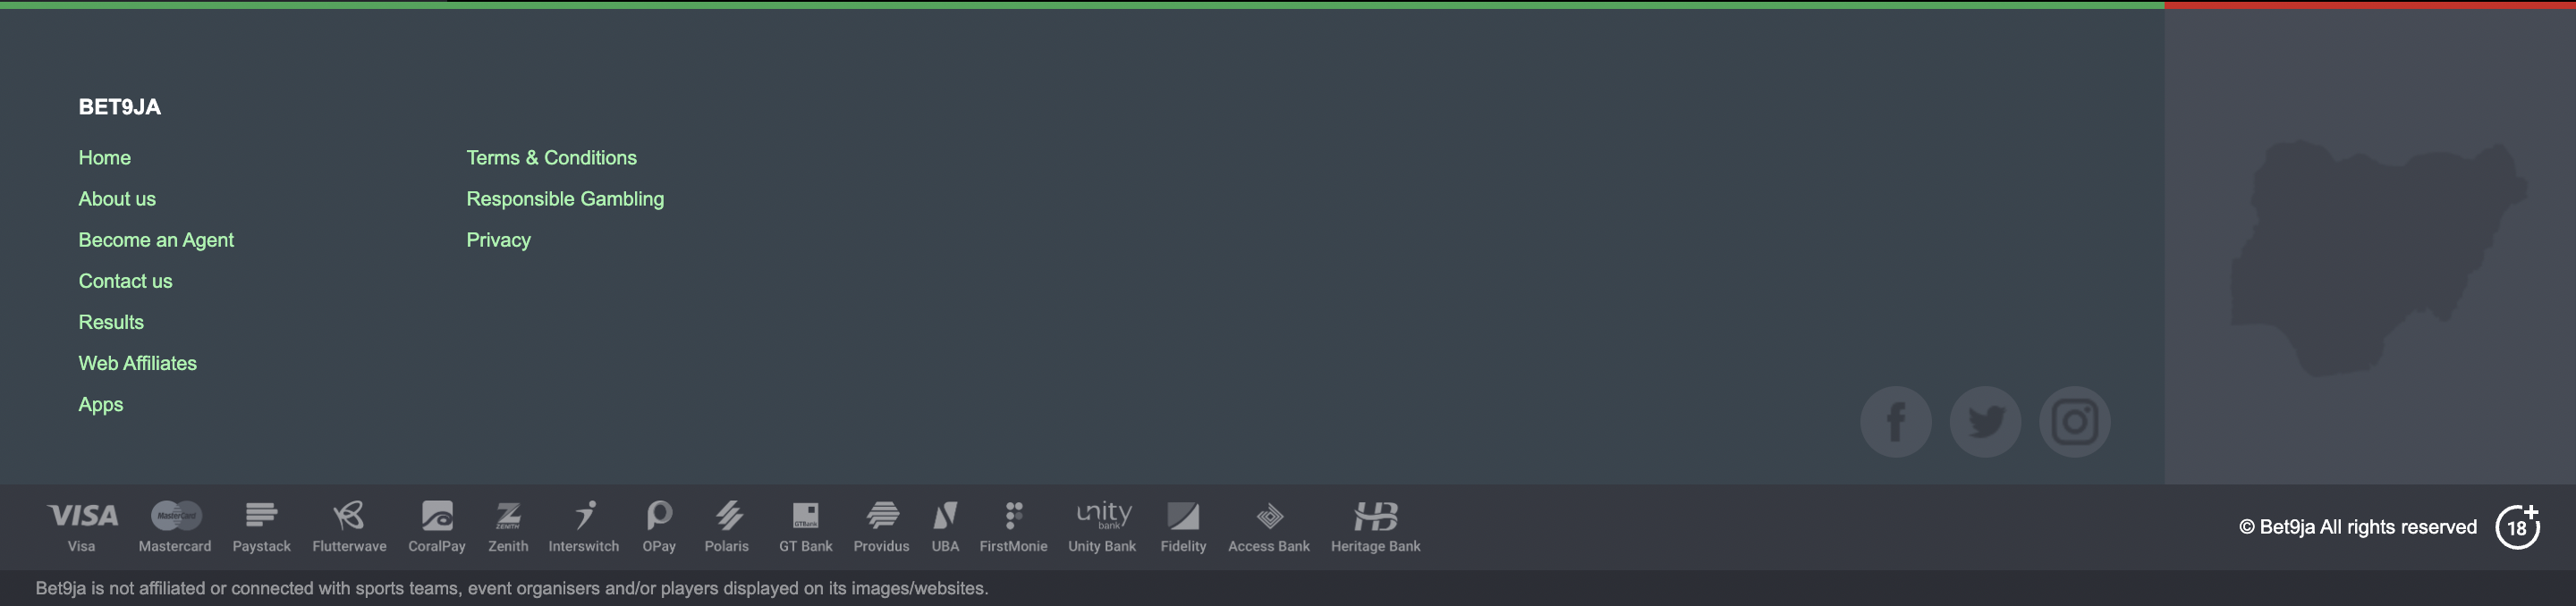 BET9JA
Home
About us
Become an Agent
Contact us
Results
Web Affiliates
Apps
Terms & Conditions
Responsible Gambling
Privacy
VISA
MasterCard
ZENITH
GTBank
unity
bank
HB
Visa Mastercard Paystack Flutterwave CoralPay Zenith Interswitch OPay Polaris GT Bank Providus UBA FirstMonie Unity Bank Fidelity Access Bank Heritage Bank
© Bet9ja All rights reserved 18+
Bet9ja is not affiliated or connected with sports teams, event organisers and/or players displayed on its images/websites.